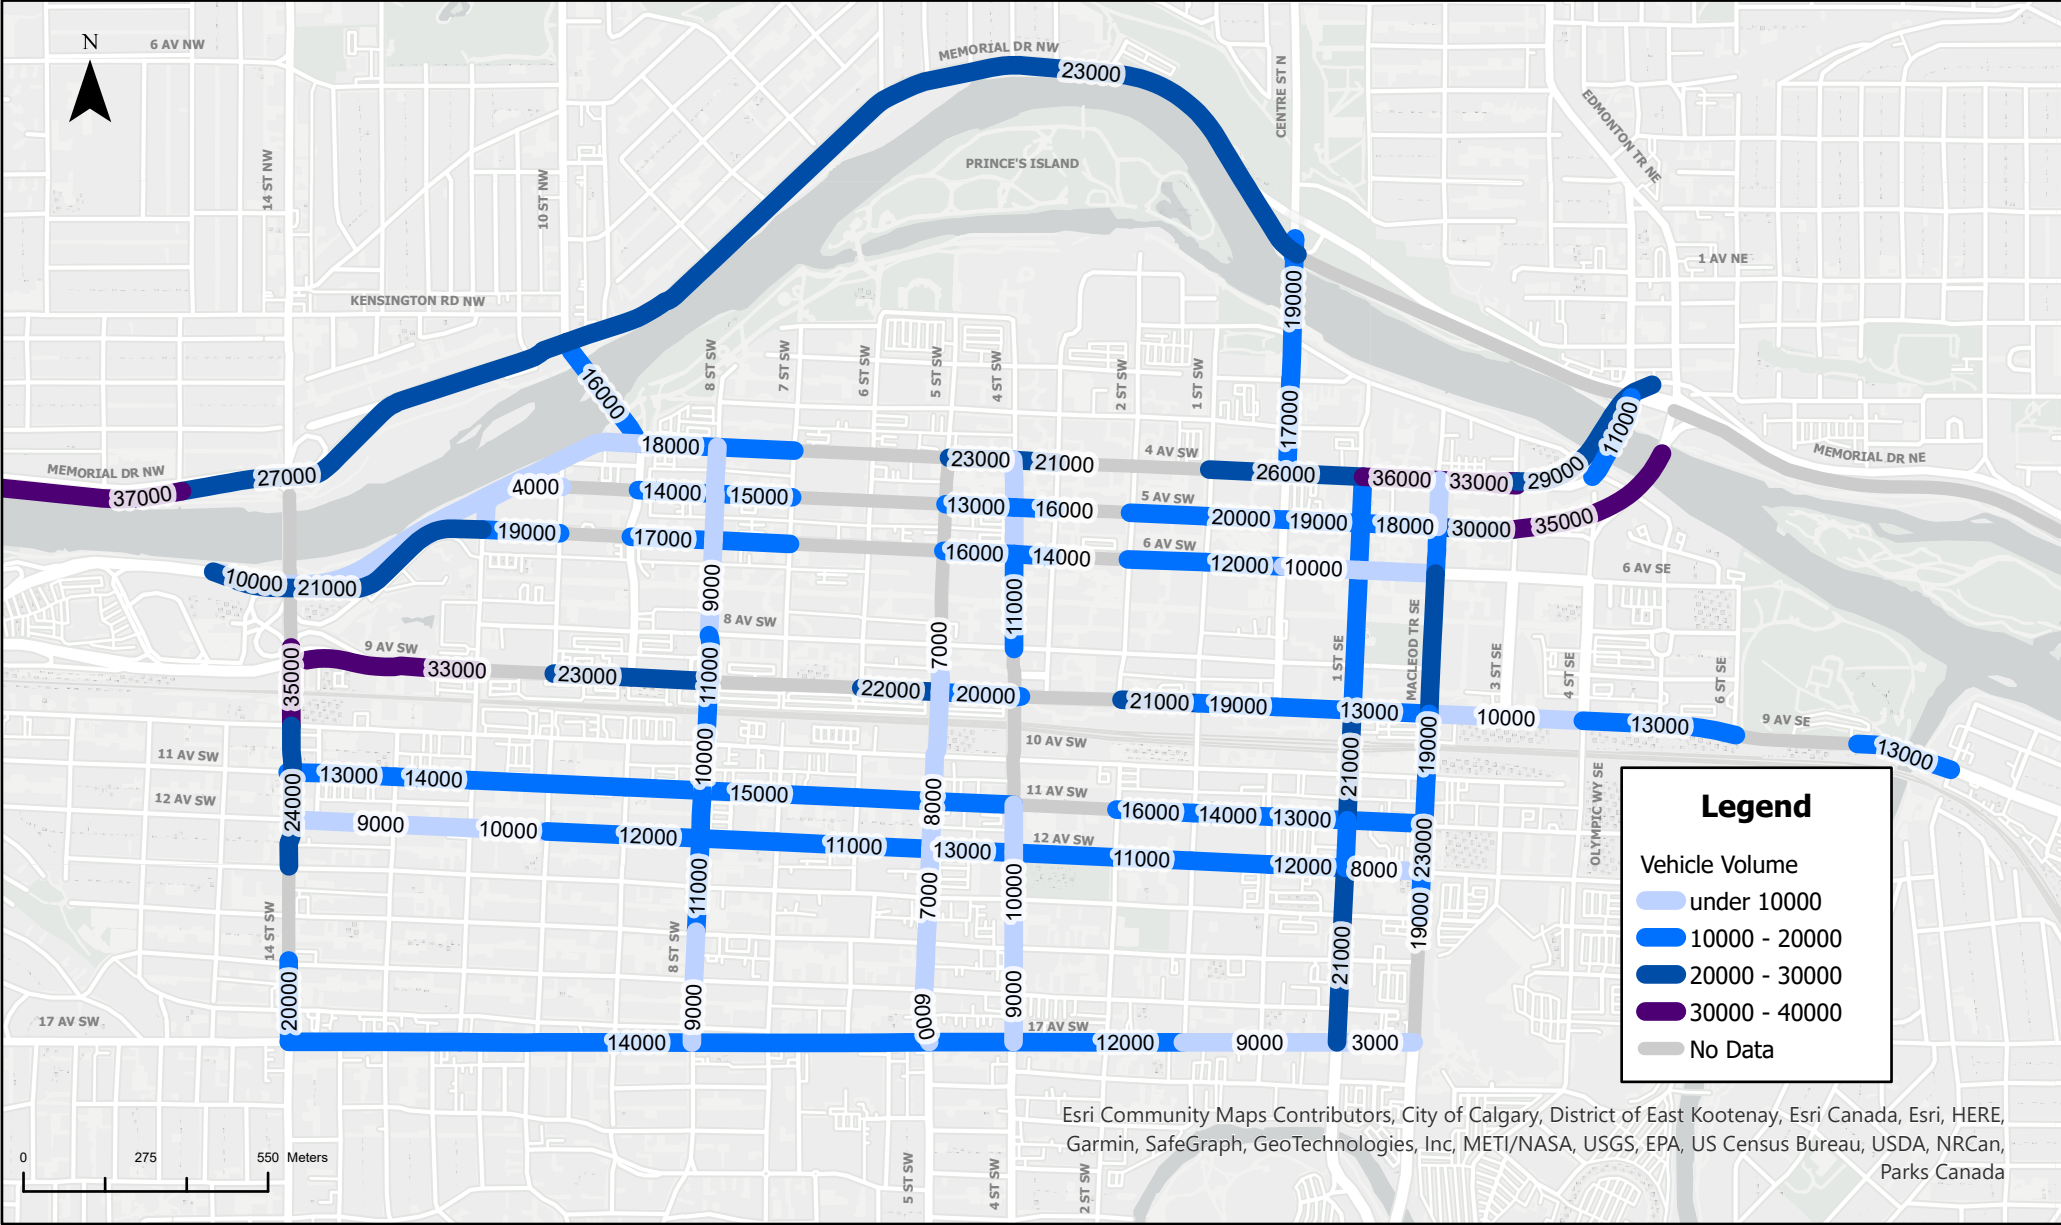 N
6 AV NW
14 ST NW
10 ST NW
MEMORIAL DR NW
23000
CENTRE ST N
EDMONTON TR NE
PRINCE'S ISLAND
1 AV NE
KENSINGTON RD NW
19000
8 ST SW
7 ST SW
6 ST SW
5 ST SW
4 ST SW
2 ST SW
1 ST SW
16000
17000
11000
18000
23000
21000
4 AV SW
26000
36000
33000
29000
MEMORIAL DR NE
MEMORIAL DR NW
37000
27000
4000
14000
15000
13000
16000
5 AV SW
20000
19000
18000
30000
35000
19000
17000
16000
14000
6 AV SW
12000
10000
6 AV SE
10000
21000
9000
11000
8 AV SW
7000
1 ST SE
MACLEOD TR SE
3 ST SE
4 ST SE
6 ST SE
9 AV SW
35000
33000
23000
11000
22000
20000
21000
19000
13000
10000
13000
9 AV SE
13000
10 AV SW
11 AV SW
13000
14000
10000
15000
8000
11 AV SW
16000
14000
13000
21000
19000
12 AV SW
24000
9000
10000
12000
11000
13000
12 AV SW
11000
12000
8000
23000
OLYMPIC WY SE
14 ST SW
8 ST SW
11000
7000
10000
21000
19000
20000
9000
6000
9000
17 AV SW
14000
17 AV SW
12000
9000
3000
5 ST SW
4 ST SW
2 ST SW
Legend
Vehicle Volume
under 10000
10000 - 20000
20000 - 30000
30000 - 40000
No Data
0 275 550 Meters
Esri Community Maps Contributors, City of Calgary, District of East Kootenay, Esri Canada, Esri, HERE,
Garmin, SafeGraph, GeoTechnologies, Inc, METI/NASA, USGS, EPA, US Census Bureau, USDA, NRCan,
Parks Canada